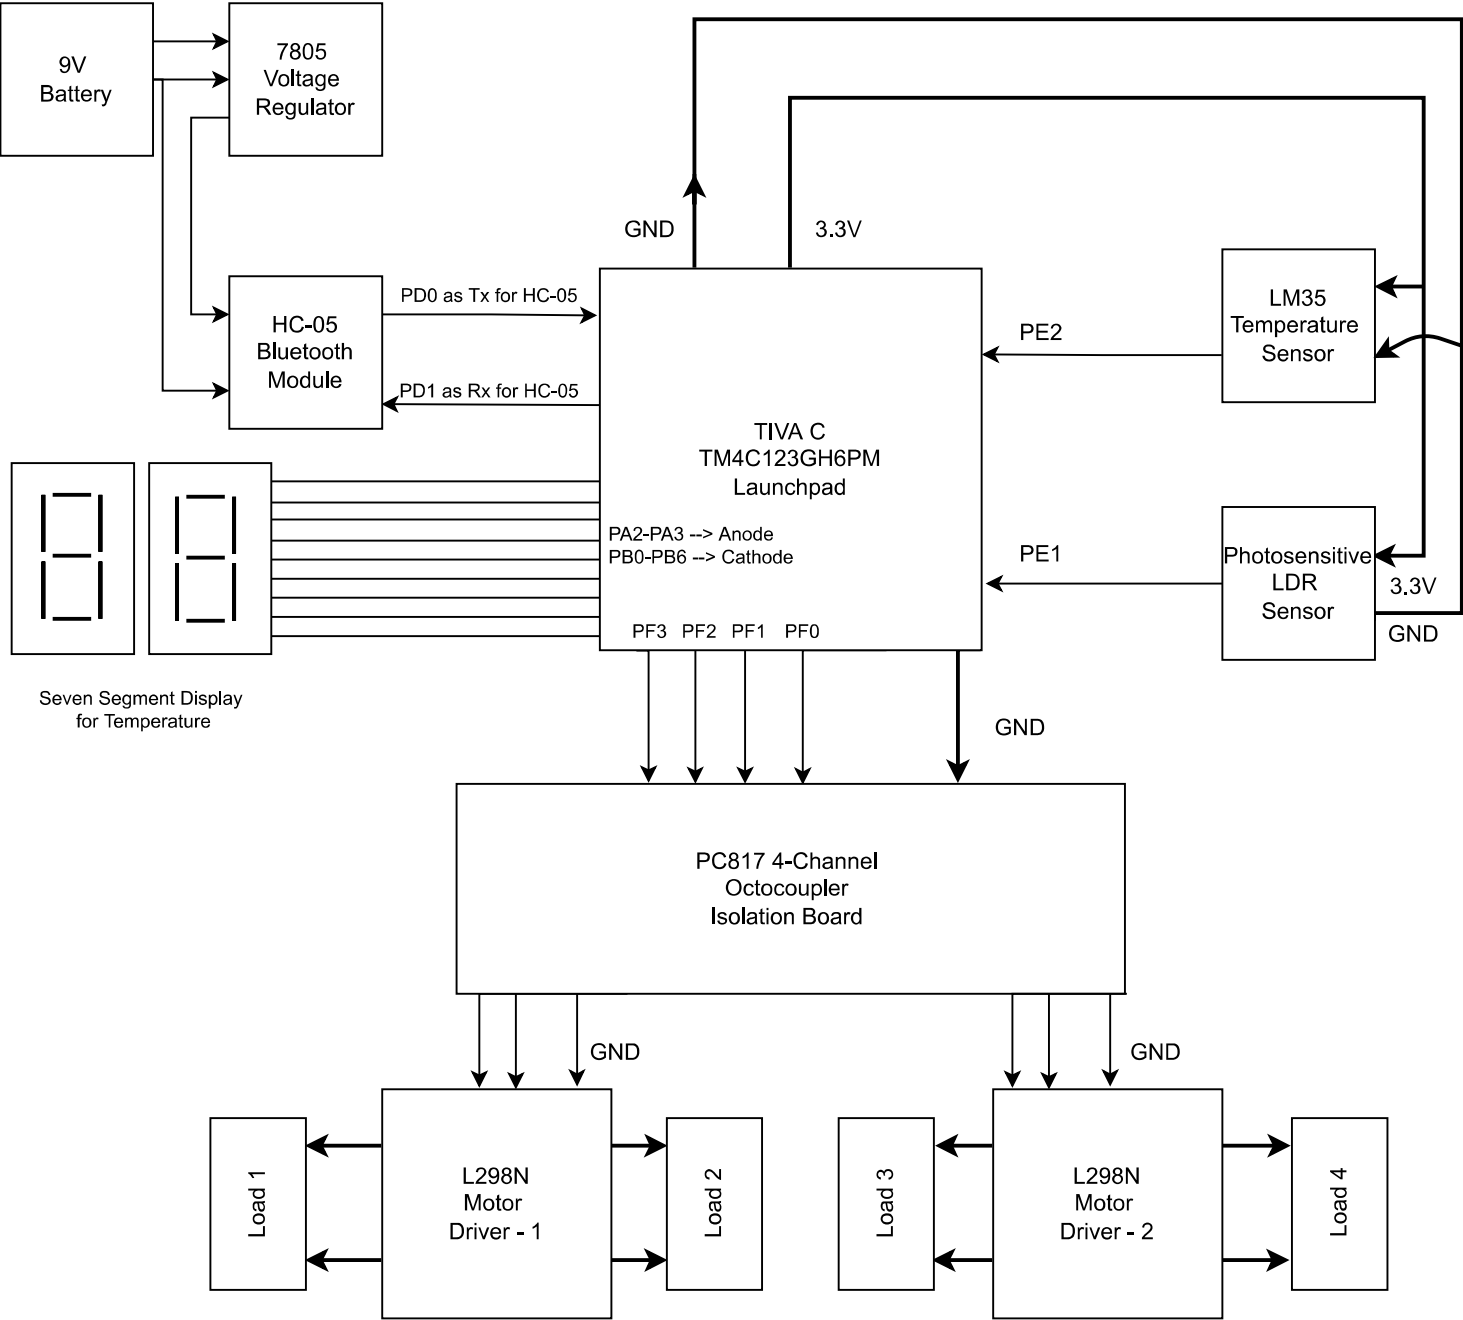 9V
Battery
7805
Voltage
Regulator
GND
3.3V
HC-05
Bluetooth
Module
PD0 as Tx for HC-05
PD1 as Rx for HC-05
LM35
Temperature
Sensor
PE2
TIVA C
TM4C123GH6PM
Launchpad
PA2-PA3 --> Anode
PB0-PB6 --> Cathode
PE1
Photosensitive
LDR
Sensor
3.3V
GND
PF3 PF2 PF1 PF0
Seven Segment Display
for Temperature
GND
PC817 4-Channel
Octocoupler
Isolation Board
GND
GND
Load 1
L298N
Motor
Driver - 1
Load 2
Load 3
L298N
Motor
Driver - 2
Load 4